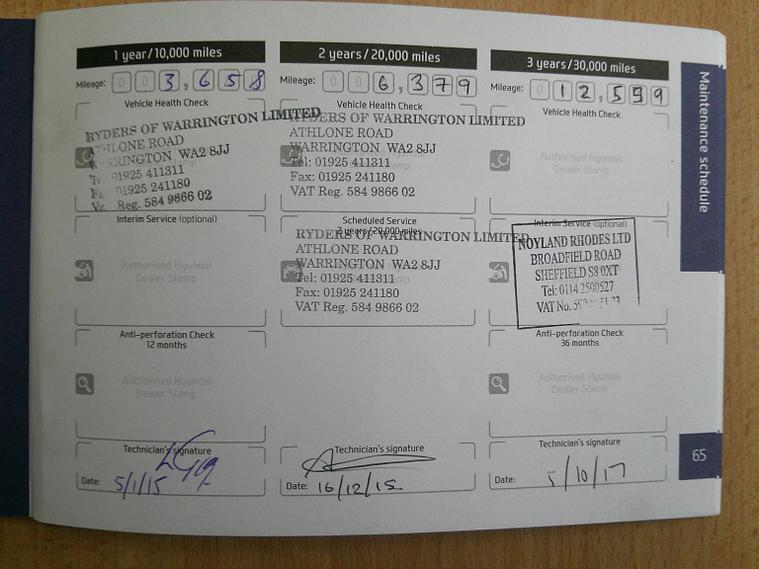 1 year/10,000 miles
Mileage: 0 0 3,6 5 8
Vehicle Health Check
RYDERS OF WARRINGTON LIMITED
ATHLONE ROAD
WARRINGTON WA2 8JJ
01925 411311
01925 241180
Reg. 584 9866 02
Interim Service (optional)
Authorised Hyundai
Dealer Stamp
Anti-perforation Check
12 months
Authorised Hyundai
Dealer Stamp
Technician's signature
Date: 5/1/15
2 years/20,000 miles
Mileage: 0 0 6,3 7 9
Vehicle Health Check
RYDERS OF WARRINGTON LIMITED
ATHLONE ROAD
WARRINGTON WA2 8JJ
Tel: 01925 411311
Fax: 01925 241180
VAT Reg. 584 9866 02
Scheduled Service
2 years/20,000 miles
RYDERS OF WARRINGTON LIMITED
ATHLONE ROAD
WARRINGTON WA2 8JJ
Tel: 01925 411311
Fax: 01925 241180
VAT Reg. 584 9866 02
Technician's signature
Date: 16/12/15
3 years/30,000 miles
Mileage: 0 1 2,5 9 9
Vehicle Health Check
Authorised Hyundai
Dealer Stamp
Interim Service (optional)
NOYLAND RHODES LTD
BROADFIELD ROAD
SHEFFIELD S8 0XT
Tel: 0114 2500527
VAT No.
Anti-perforation Check
36 months
Authorised Hyundai
Dealer Stamp
Technician's signature
Date: 5/10/17
Maintenance schedule
65